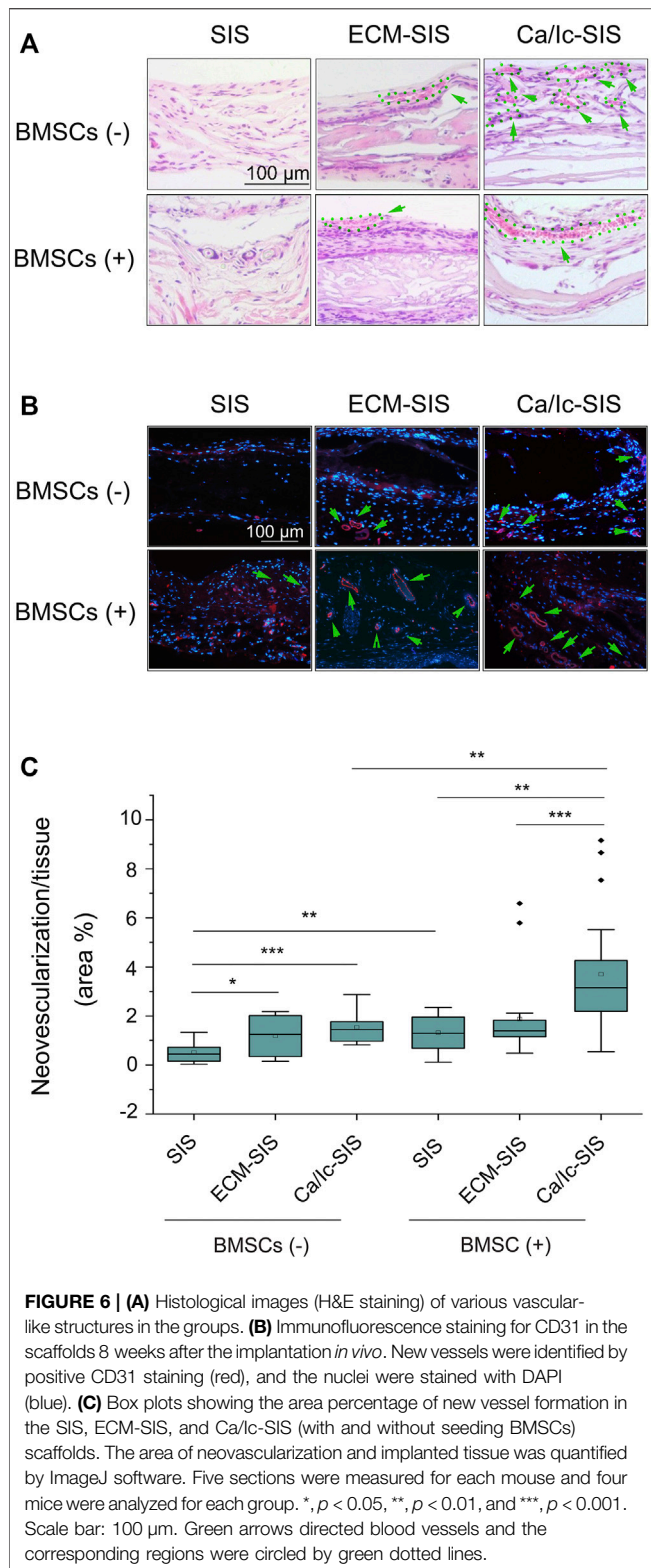 A
SIS ECM-SIS Ca/Ic-SIS
BMSCs (-)
100 µm
BMSCs (+)
B
SIS ECM-SIS Ca/Ic-SIS
BMSCs (-)
100 µm
BMSCs (+)
C
**
**
***
**
***
*
Neovescularization/tissue
(area %)
10
8
6
4
2
0
-2
SIS ECM-SIS Ca/Ic-SIS SIS ECM-SIS Ca/Ic-SIS
BMSCs (-) BMSC (+)
FIGURE 6 | (A) Histological images (H&E staining) of various vascular-
like structures in the groups. (B) Immunofluorescence staining for CD31 in the
scaffolds 8 weeks after the implantation in vivo. New vessels were identified by
positive CD31 staining (red), and the nuclei were stained with DAPI
(blue). (C) Box plots showing the area percentage of new vessel formation in
the SIS, ECM-SIS, and Ca/Ic-SIS (with and without seeding BMSCs)
scaffolds. The area of neovascularization and implanted tissue was quantified
by ImageJ software. Five sections were measured for each mouse and four
mice were analyzed for each group. *, p < 0.05, **, p < 0.01, and ***, p < 0.001.
Scale bar: 100 µm. Green arrows directed blood vessels and the
corresponding regions were circled by green dotted lines.